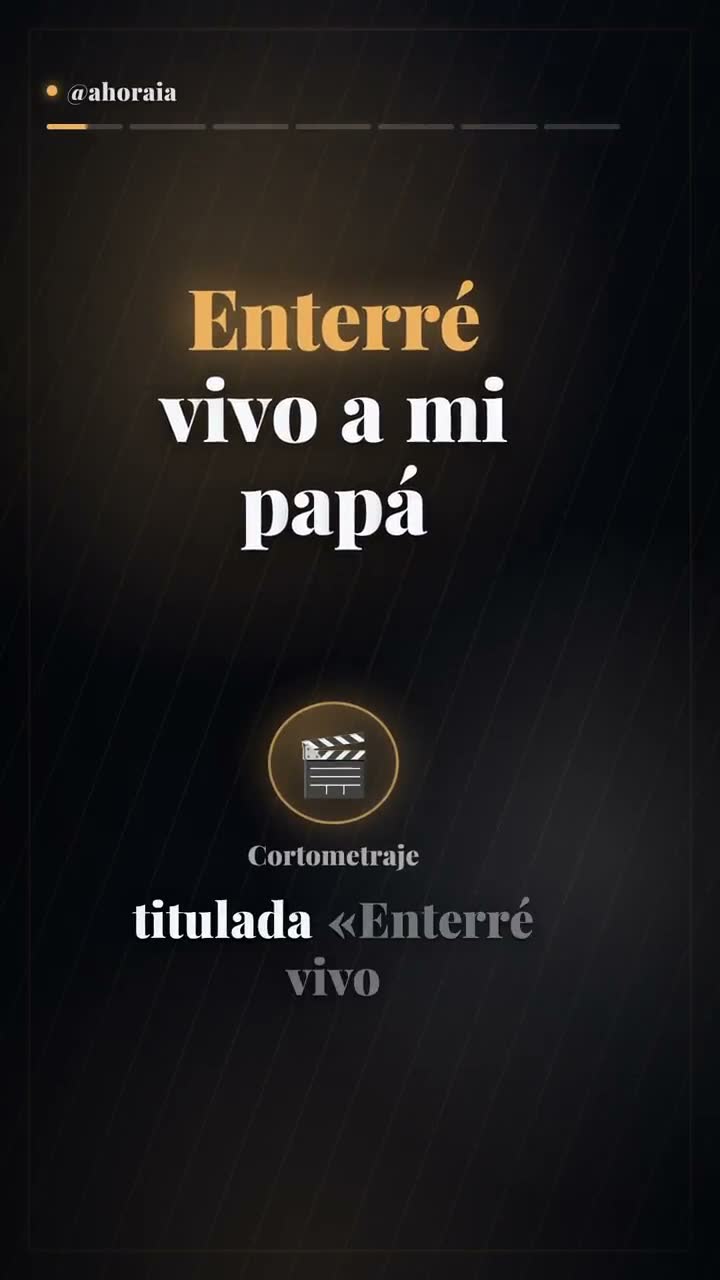 @ahoraia
Enterré
vivo a mi
papá
Cortometraje
titulada «Enterré
vivo